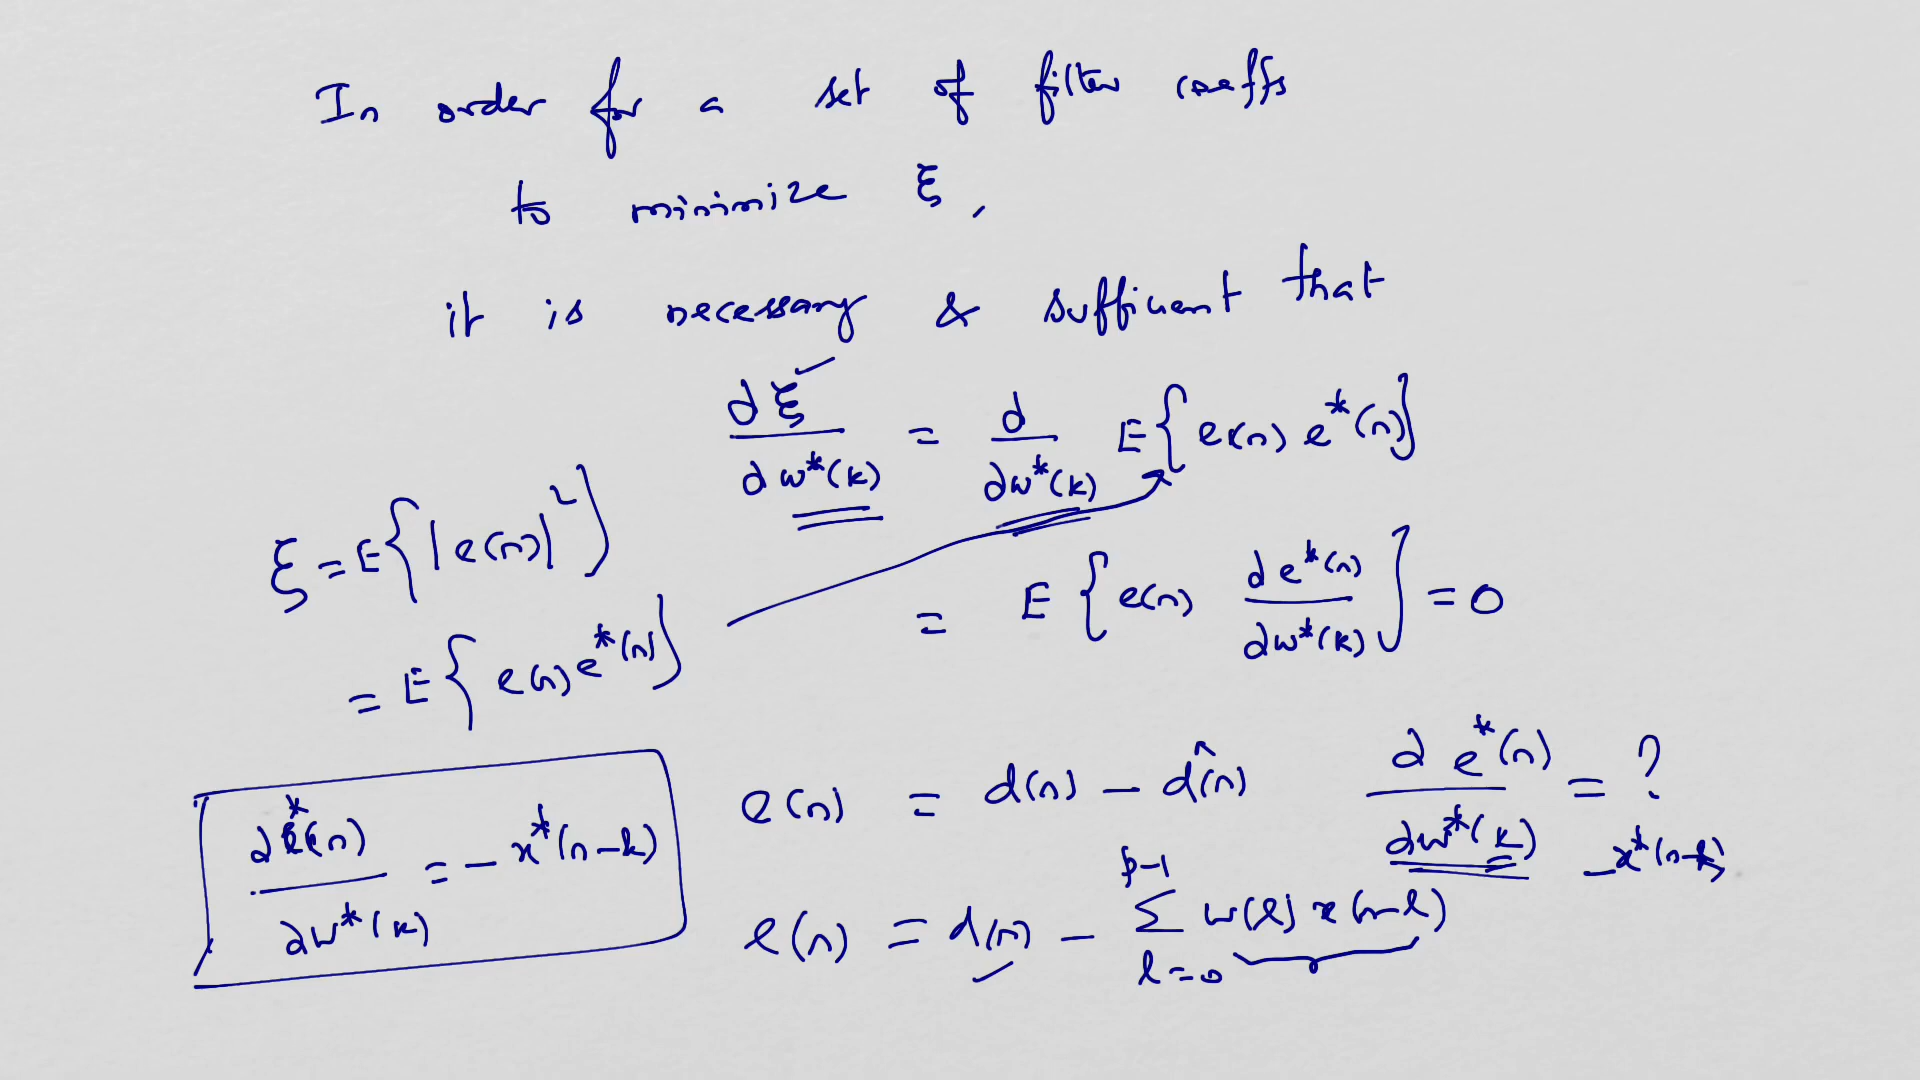 In order for a set of filter coeffs
to minimize ξ,
it is necessary & sufficient that
∂ξ/∂w*(k) = ∂/∂w*(k) E{e(n) e*(n)}
ξ = E{|e(n)|²}
= E{e(n) ∂e*(n)/∂w*(k)} = 0
= E{e(n) e*(n)}
e(n) = d(n) – d̂(n)
∂e*(n)/∂w*(k) = ?
–x*(n–k)
∂e*(n)/∂w*(k) = –x*(n–k)
e(n) = d(n) – Σ_{l=0}^{p-1} w(l) x(n–l)